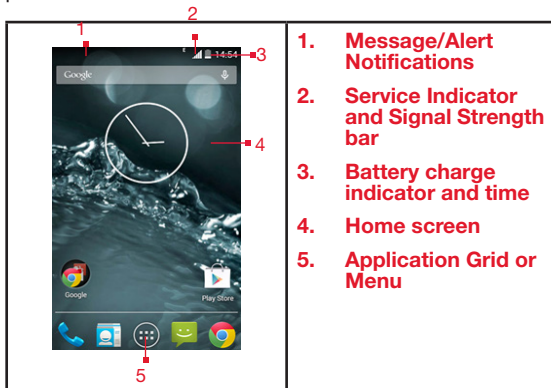 2
1
E 14:54
3
Google
4
Google
Play Store
5
1. Message/Alert
Notifications
2. Service Indicator
and Signal Strength
bar
3. Battery charge
indicator and time
4. Home screen
5. Application Grid or
Menu